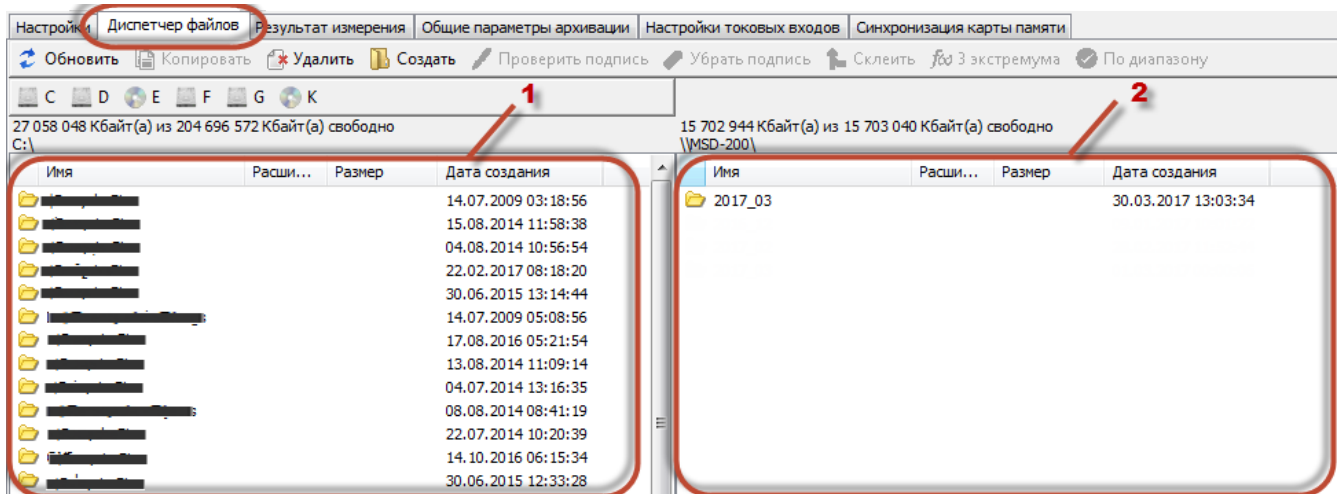 Настройки Диспетчер файлов Результат измерения Общие параметры архивации Настройки токовых входов Синхронизация карты памяти
Обновить Копировать Удалить Создать Проверить подпись Убрать подпись Склеить f(x) 3 экстремума По диапазону
C D E F G K
1
2
27 058 048 Кбайт(а) из 204 696 572 Кбайт(а) свободно
C:\
15 702 944 Кбайт(а) из 15 703 040 Кбайт(а) свободно
\\MSD-200\
Имя Расши... Размер Дата создания
14.07.2009 03:18:56
15.08.2014 11:58:38
04.08.2014 10:56:54
22.02.2017 08:18:20
30.06.2015 13:14:44
14.07.2009 05:08:56
17.08.2016 05:21:54
13.08.2014 11:09:14
04.07.2014 13:16:35
08.08.2014 08:41:19
22.07.2014 10:20:39
14.10.2016 06:15:34
30.06.2015 12:33:28
Имя Расши... Размер Дата создания
2017_03 30.03.2017 13:03:34